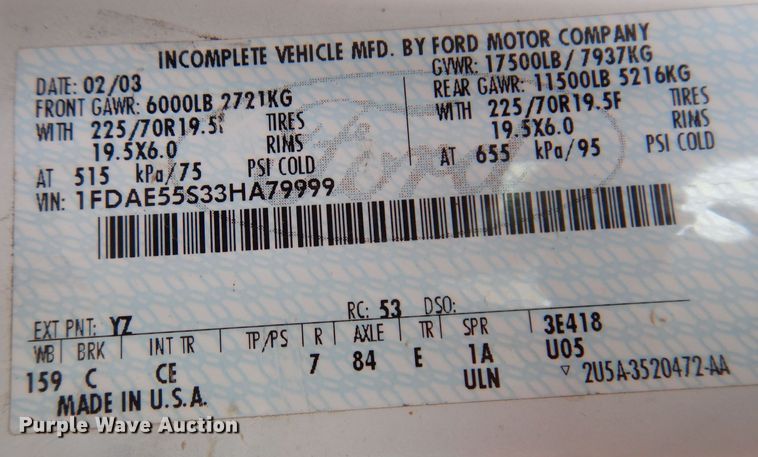 INCOMPLETE VEHICLE MFD. BY FORD MOTOR COMPANY
DATE: 02/03
GVWR: 17500LB/ 7937KG
FRONT GAWR: 6000LB 2721KG
REAR GAWR: 11500LB 5216KG
WITH 225/70R19.5F TIRES
WITH 225/70R19.5F TIRES
19.5X6.0 RIMS
19.5X6.0 RIMS
AT 515 kPa/75 PSI COLD
AT 655 kPa/95 PSI COLD
VIN: 1FDAE55S33HA79999
Ford
EXT PNT: YZ RC: 53 DSO:
WB BRK INT TR TP/PS R AXLE TR SPR 3E418
159 C CE 7 84 E 1A U05
ULN ▽ 2U5A-3520472-AA
MADE IN U.S.A.
Purple Wave Auction